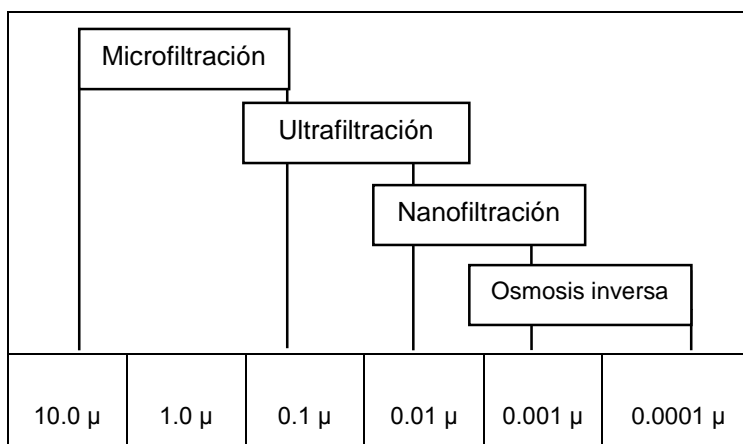 Microfiltración
Ultrafiltración
Nanofiltración
Osmosis inversa
10.0 µ 1.0 µ 0.1 µ 0.01 µ 0.001 µ 0.0001 µ